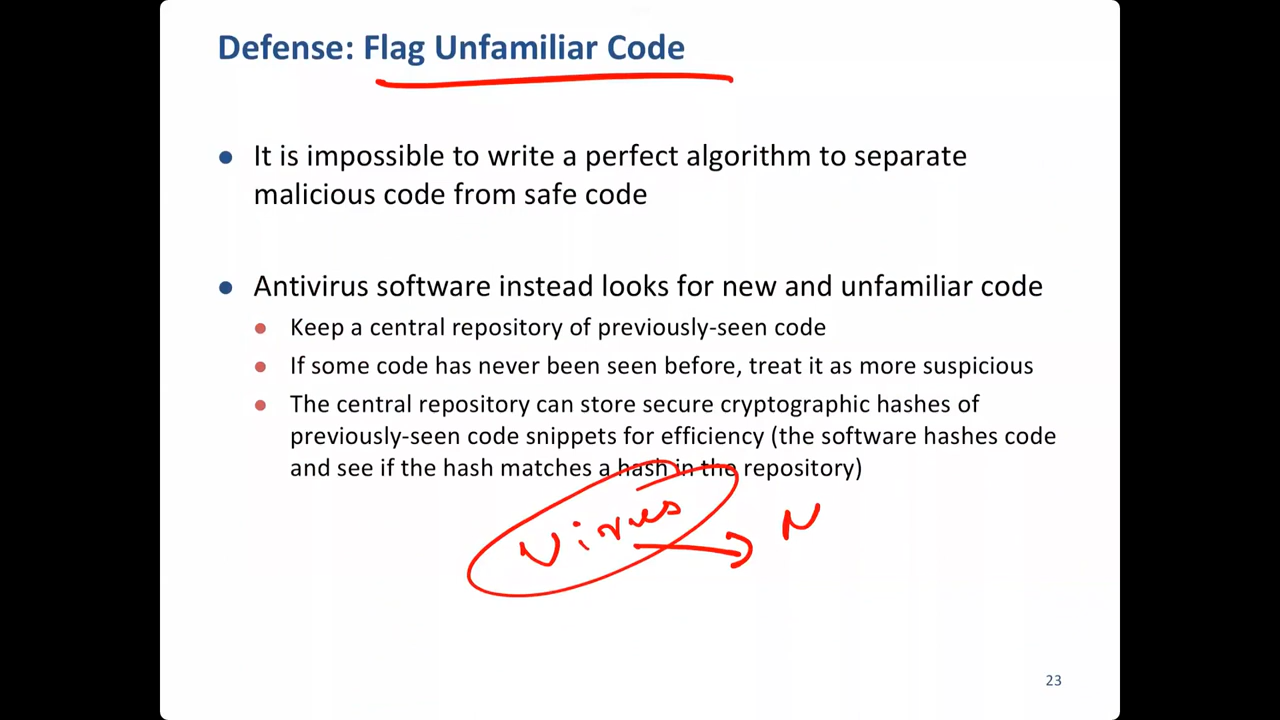 Defense: Flag Unfamiliar Code
● It is impossible to write a perfect algorithm to separate
malicious code from safe code
● Antivirus software instead looks for new and unfamiliar code
● Keep a central repository of previously-seen code
● If some code has never been seen before, treat it as more suspicious
● The central repository can store secure cryptographic hashes of
previously-seen code snippets for efficiency (the software hashes code
and see if the hash matches a hash in the repository)
Virus → N
23